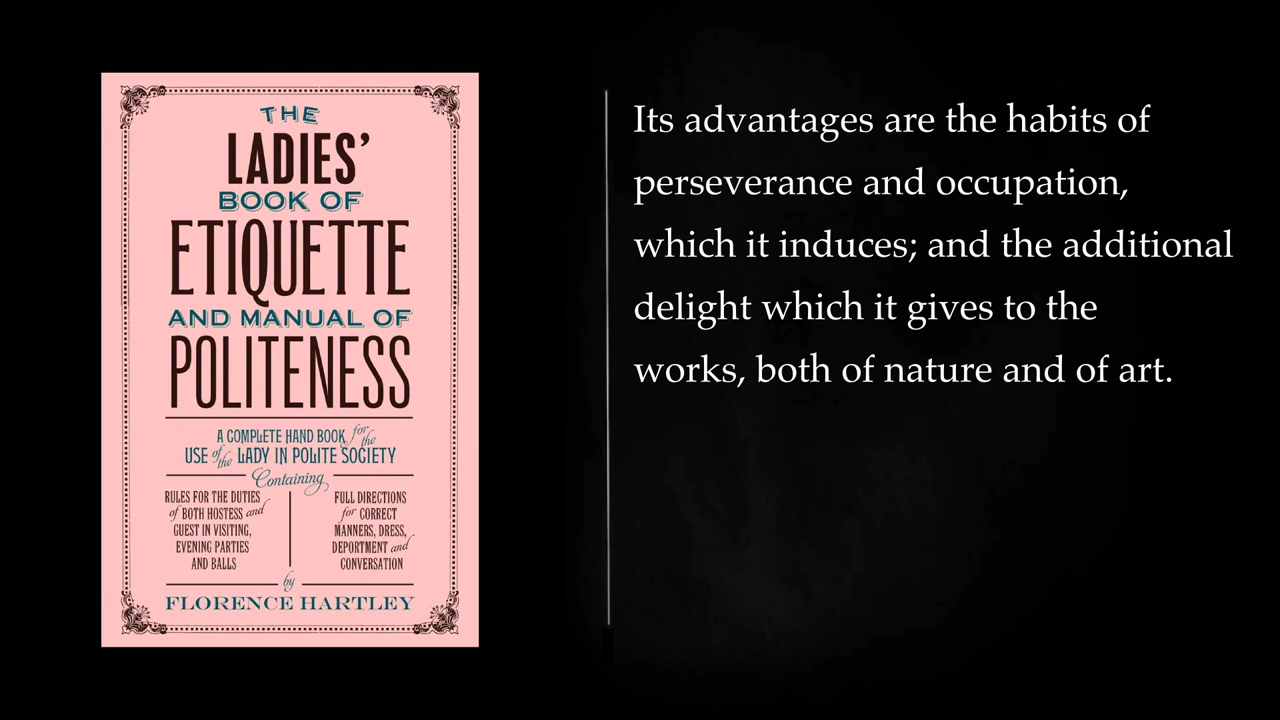 THE
LADIES'
BOOK OF
ETIQUETTE
AND MANUAL OF
POLITENESS
A COMPLETE HAND BOOK for the
USE of the LADY IN POLITE SOCIETY
Containing
RULES FOR THE DUTIES
of BOTH HOSTESS and
GUEST IN VISITING,
EVENING PARTIES
AND BALLS
FULL DIRECTIONS
for CORRECT
MANNERS, DRESS,
DEPORTMENT and
CONVERSATION
by
FLORENCE HARTLEY
Its advantages are the habits of
perseverance and occupation,
which it induces; and the additional
delight which it gives to the
works, both of nature and of art.